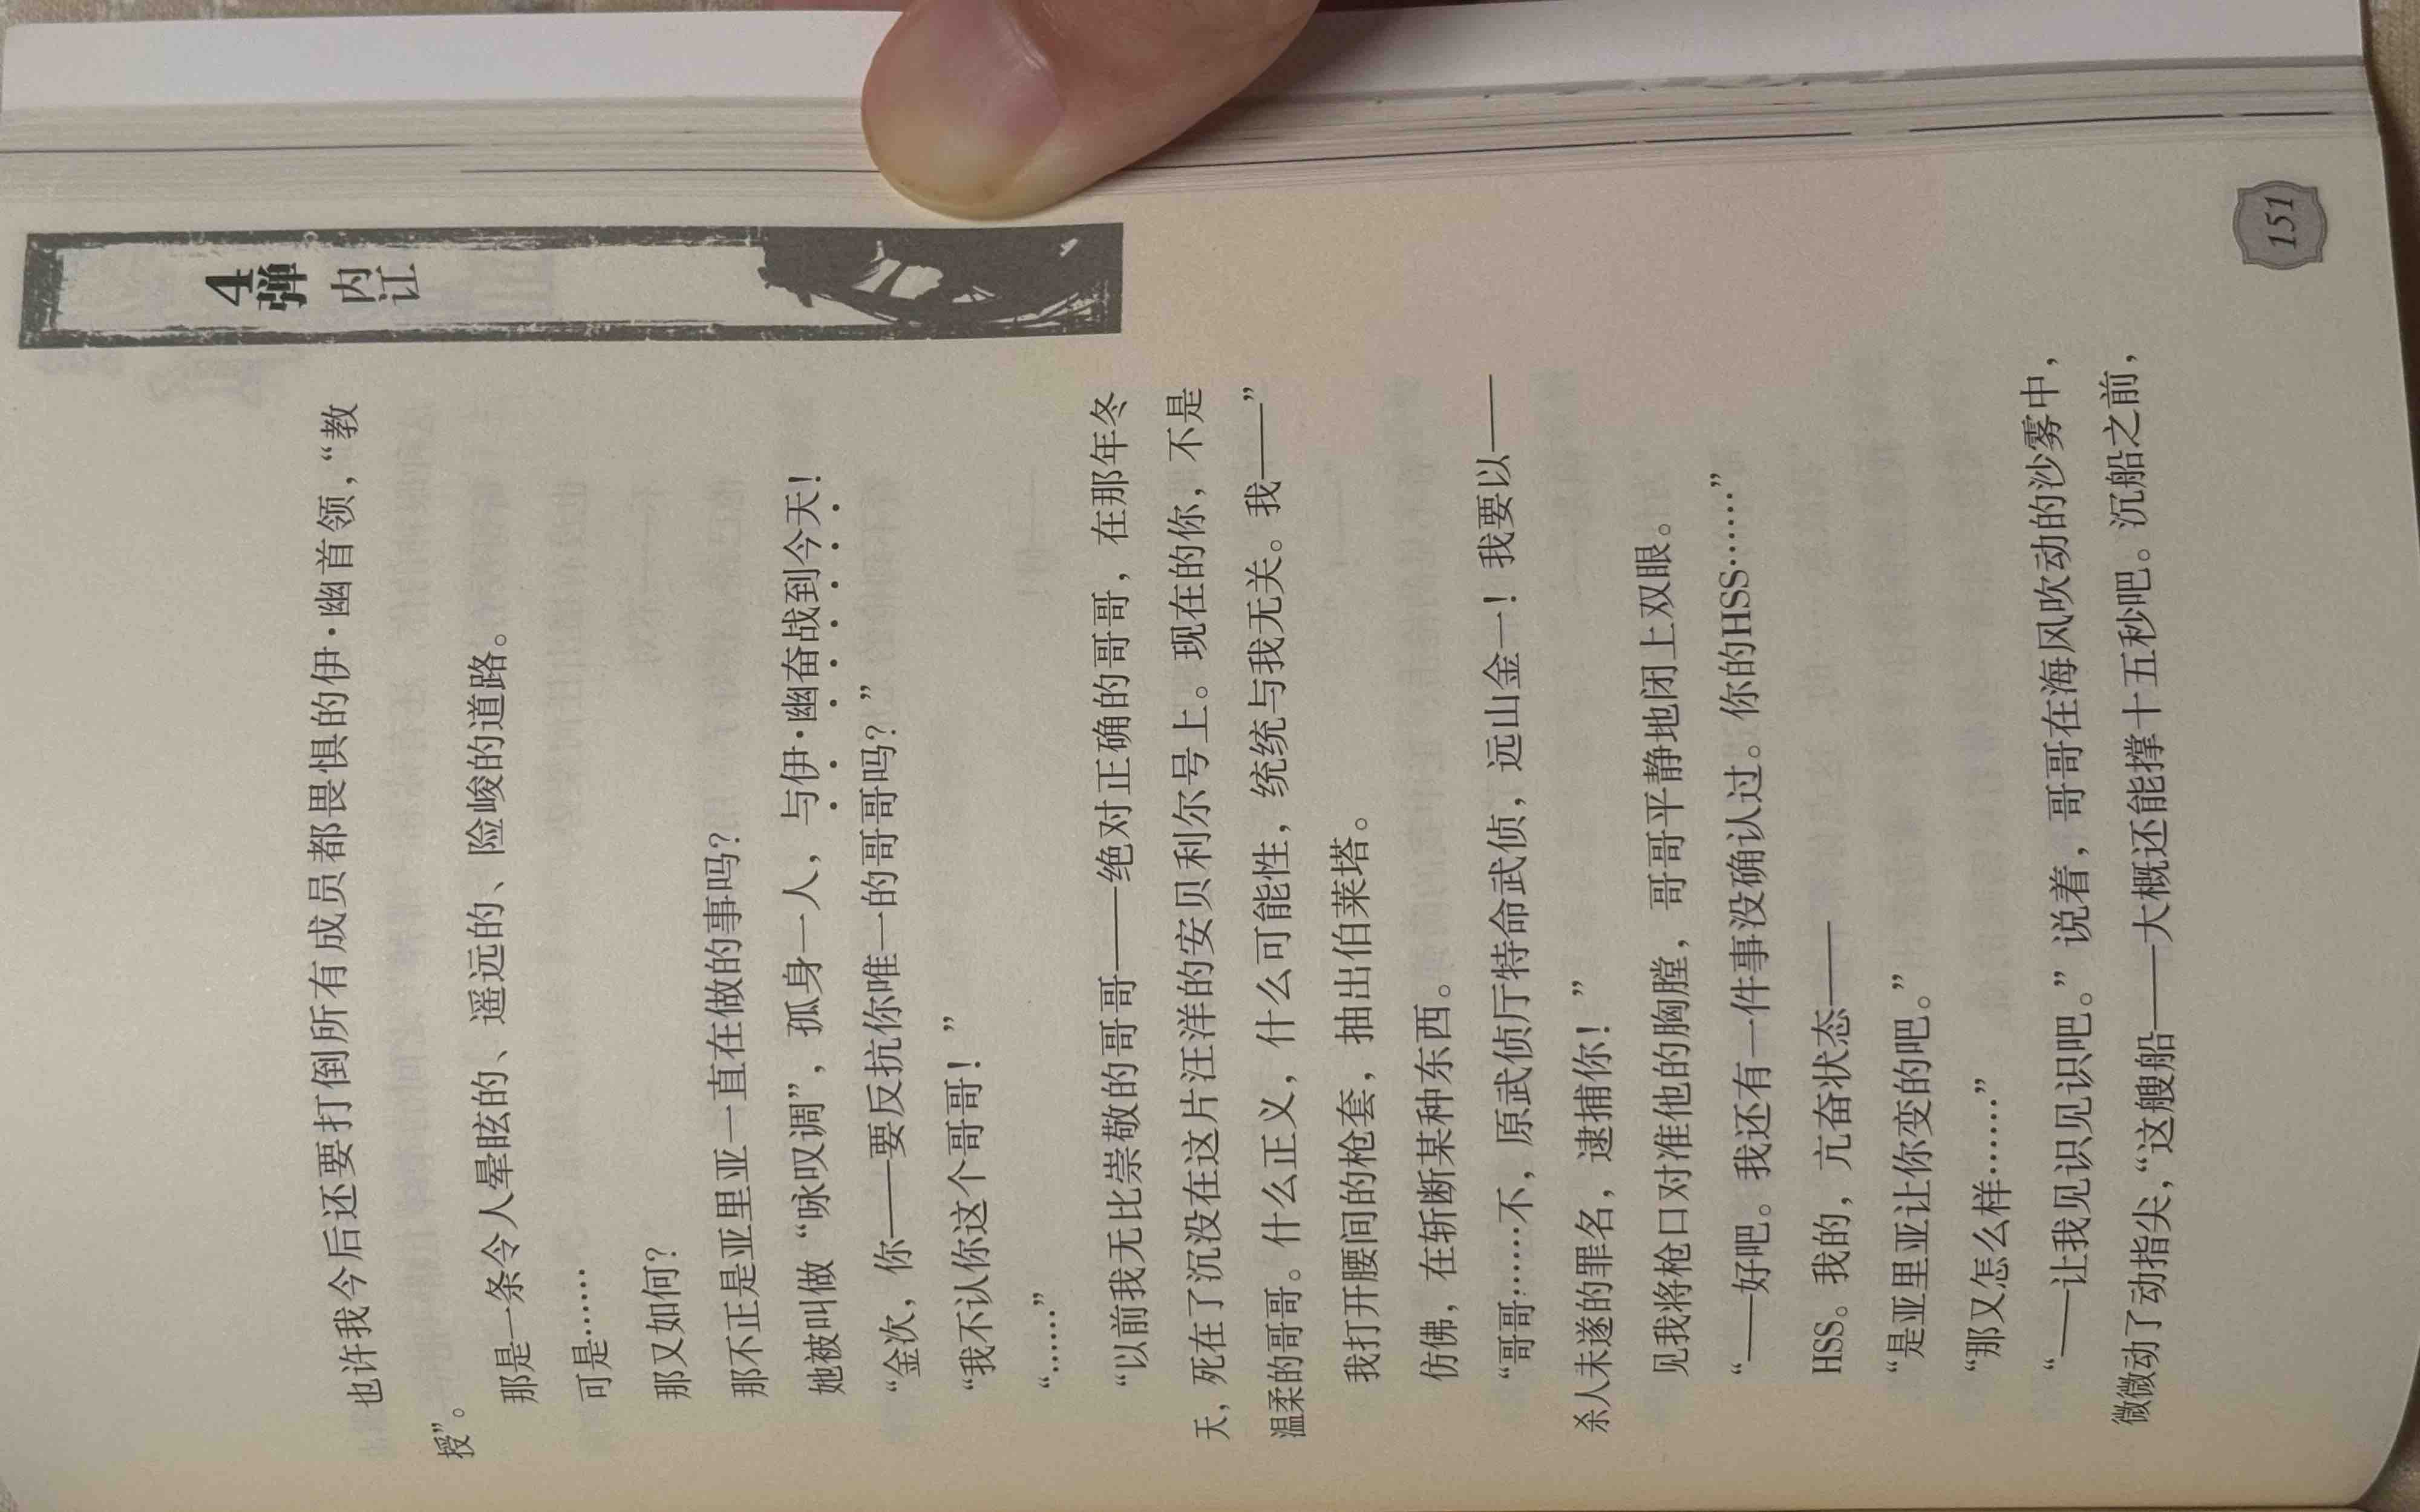 4弹 内讧
也许我今后还要打倒所有成员都畏惧的伊·幽首领，“教
授”。
那是一条令人晕眩的、遥远的、险峻的道路。
可是……
那又如何？
那不正是亚里亚一直在做的事吗？
她被叫做“咏叹调”，孤身一人，与伊·幽奋战到今天！
“金次，你——要反抗你唯一的哥哥吗？”
“我不认你这个哥哥！”
“……”
“以前我无比崇敬的哥哥——绝对正确的哥哥，在那年冬
天，死在了沉没在这片汪洋的安贝利尔号上。现在的你，不是
温柔的哥哥。什么正义，什么可能性，统统与我无关。我——”
我打开腰间的枪套，抽出伯莱塔。
仿佛，在斩断某种东西。
“哥哥……不，原武侦厅特命武侦，远山金一！我要以——
杀人未遂的罪名，逮捕你！”
见我将枪口对准他的胸膛，哥哥平静地闭上双眼。
“——好吧。我还有一件事没确认过。你的HSS……”
HSS。我的，亢奋状态——
“是亚里亚让你变的吧。”
“那又怎么样……”
“——让我见识见识吧。”说着，哥哥在海风吹动的沙雾中，
微微动了动指尖，“这艘船——大概还能撑十五秒吧。沉船之前，
151